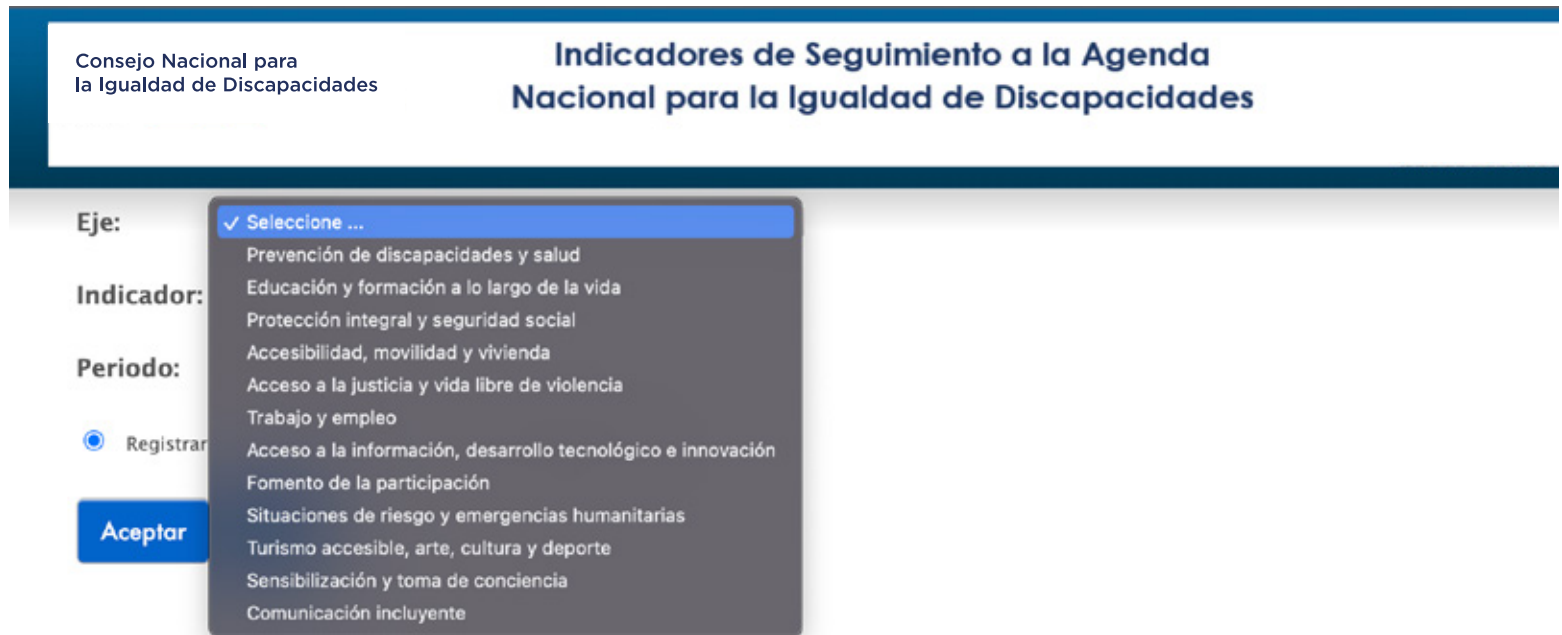 Consejo Nacional para
la Igualdad de Discapacidades
Indicadores de Seguimiento a la Agenda
Nacional para la Igualdad de Discapacidades
Eje:
✓ Seleccione ...
Prevención de discapacidades y salud
Educación y formación a lo largo de la vida
Protección integral y seguridad social
Accesibilidad, movilidad y vivienda
Acceso a la justicia y vida libre de violencia
Trabajo y empleo
Acceso a la información, desarrollo tecnológico e innovación
Fomento de la participación
Situaciones de riesgo y emergencias humanitarias
Turismo accesible, arte, cultura y deporte
Sensibilización y toma de conciencia
Comunicación incluyente
Indicador:
Periodo:
Registrar
Aceptar